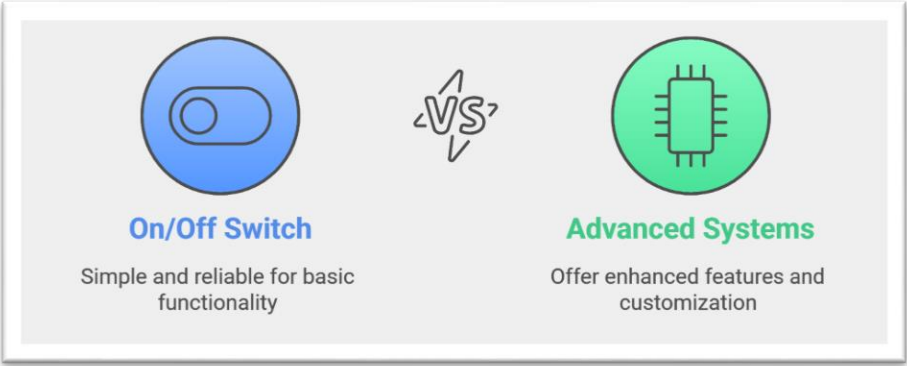 VS
On/Off Switch
Advanced Systems
Simple and reliable for basic
functionality
Offer enhanced features and
customization